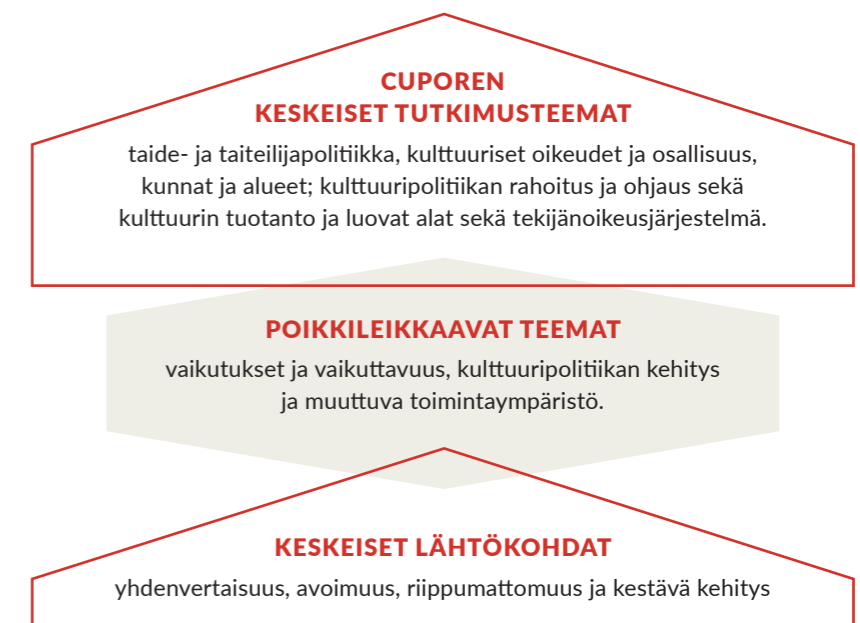 CUPOREN
KESKEISET TUTKIMUSTEEMAT
taide- ja taiteilijapolitiikka, kulttuuriset oikeudet ja osallisuus,
kunnat ja alueet; kulttuuripolitiikan rahoitus ja ohjaus sekä
kulttuurin tuotanto ja luovat alat sekä tekijänoikeusjärjestelmä.
POIKKILEIKKAAVAT TEEMAT
vaikutukset ja vaikuttavuus, kulttuuripolitiikan kehitys
ja muuttuva toimintaympäristö.
KESKEISET LÄHTÖKOHDAT
yhdenvertaisuus, avoimuus, riippumattomuus ja kestävä kehitys